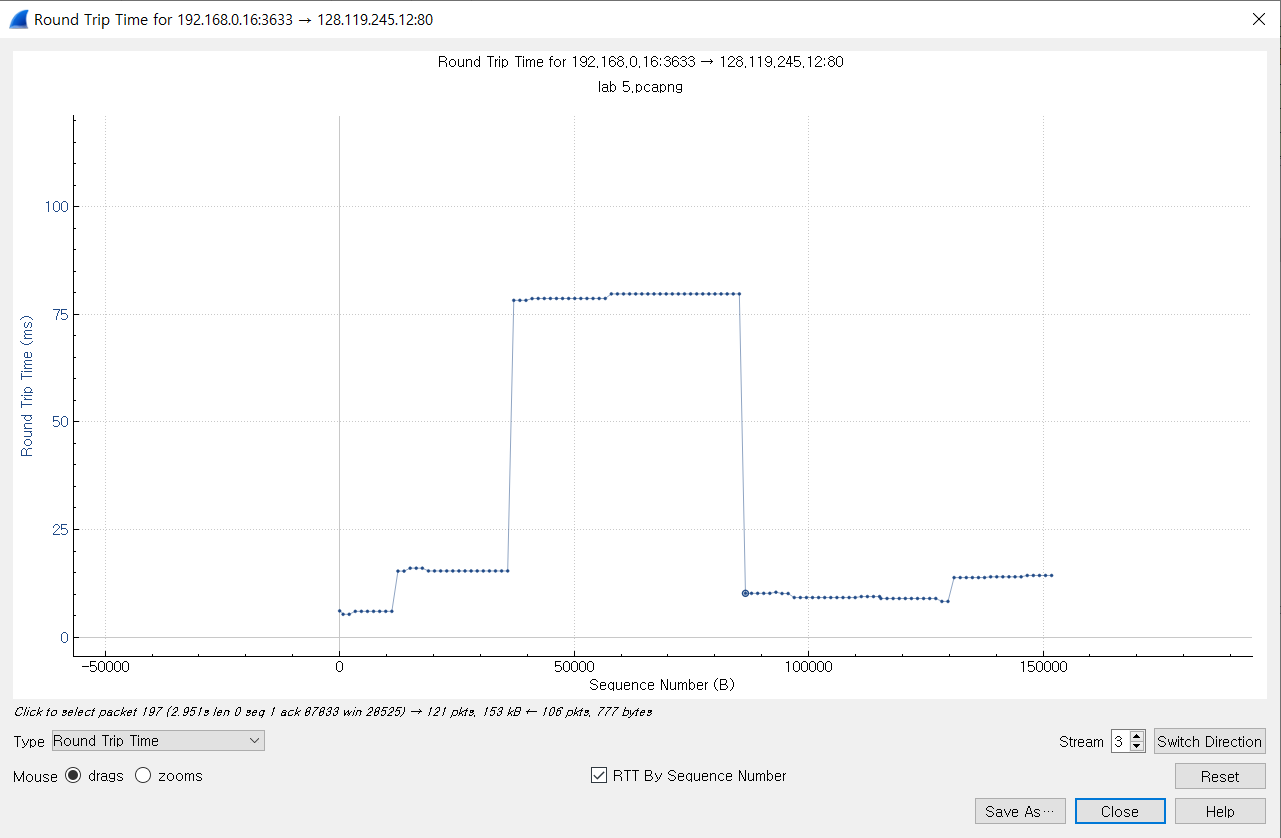 Round Trip Time for 192.168.0.16:3633 → 128.119.245.12:80
Round Trip Time for 192.168.0.16:3633 → 128.119.245.12:80
lab 5.pcapng
100
75
50
25
0
Round Trip Time (ms)
-50000 0 50000 100000 150000
Sequence Number (B)
Click to select packet 197 (2.951s len 0 seq 1 ack 87833 win 28525) → 121 pkts, 153 kB ← 106 pkts, 777 bytes
Type Round Trip Time Stream 3 Switch Direction
Mouse drags zooms RTT By Sequence Number Reset
Save As… Close Help